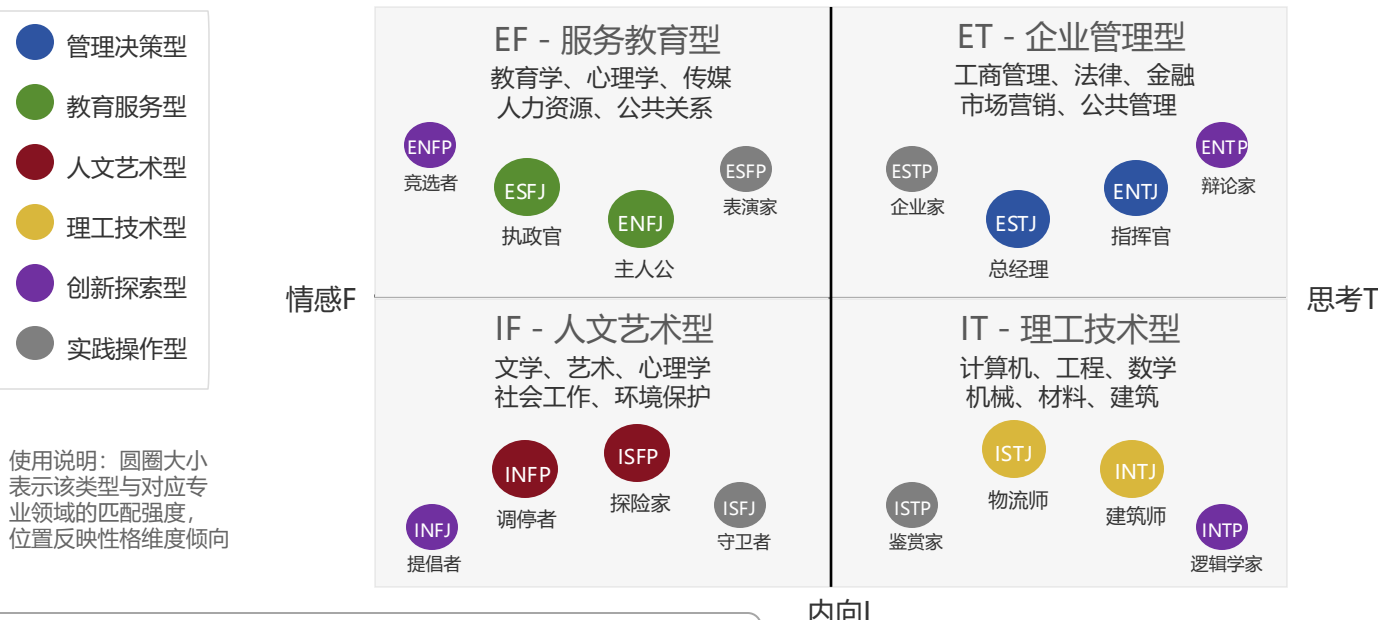 管理决策型
教育服务型
人文艺术型
理工技术型
创新探索型
实践操作型
使用说明：圆圈大小
表示该类型与对应专
业领域的匹配强度，
位置反映性格维度倾向
EF - 服务教育型
教育学、心理学、传媒
人力资源、公共关系
ENFP
竞选者
ESFJ
执政官
ENFJ
主人公
ESFP
表演家
ET - 企业管理型
工商管理、法律、金融
市场营销、公共管理
ESTP
企业家
ESTJ
总经理
ENTJ
指挥官
ENTP
辩论家
情感F
思考T
IF - 人文艺术型
文学、艺术、心理学
社会工作、环境保护
INFJ
提倡者
INFP
调停者
ISFP
探险家
ISFJ
守卫者
IT - 理工技术型
计算机、工程、数学
机械、材料、建筑
ISTP
鉴赏家
ISTJ
物流师
INTJ
建筑师
INTP
逻辑学家
内向I